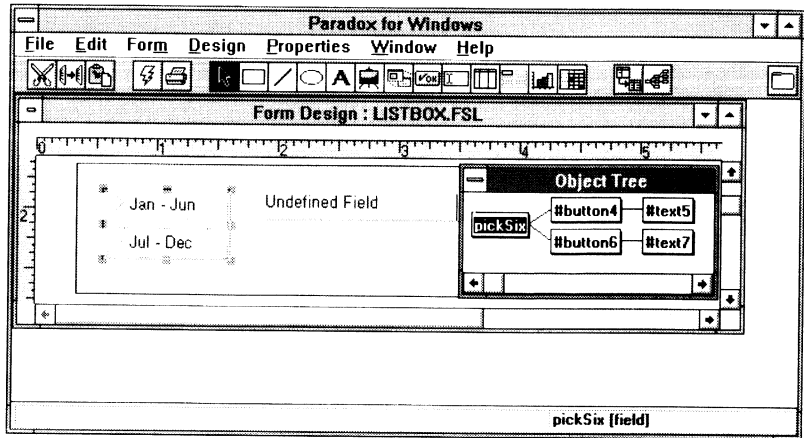 Paradox for Windows
File Edit Form Design Properties Window Help
A
Form Design : LISTBOX.FSL
0 1 2 3 4 5
2
Jan - Jun
Undefined Field
Jul - Dec
Object Tree
pickSix
#button4
#text5
#button6
#text7
pickSix [field]